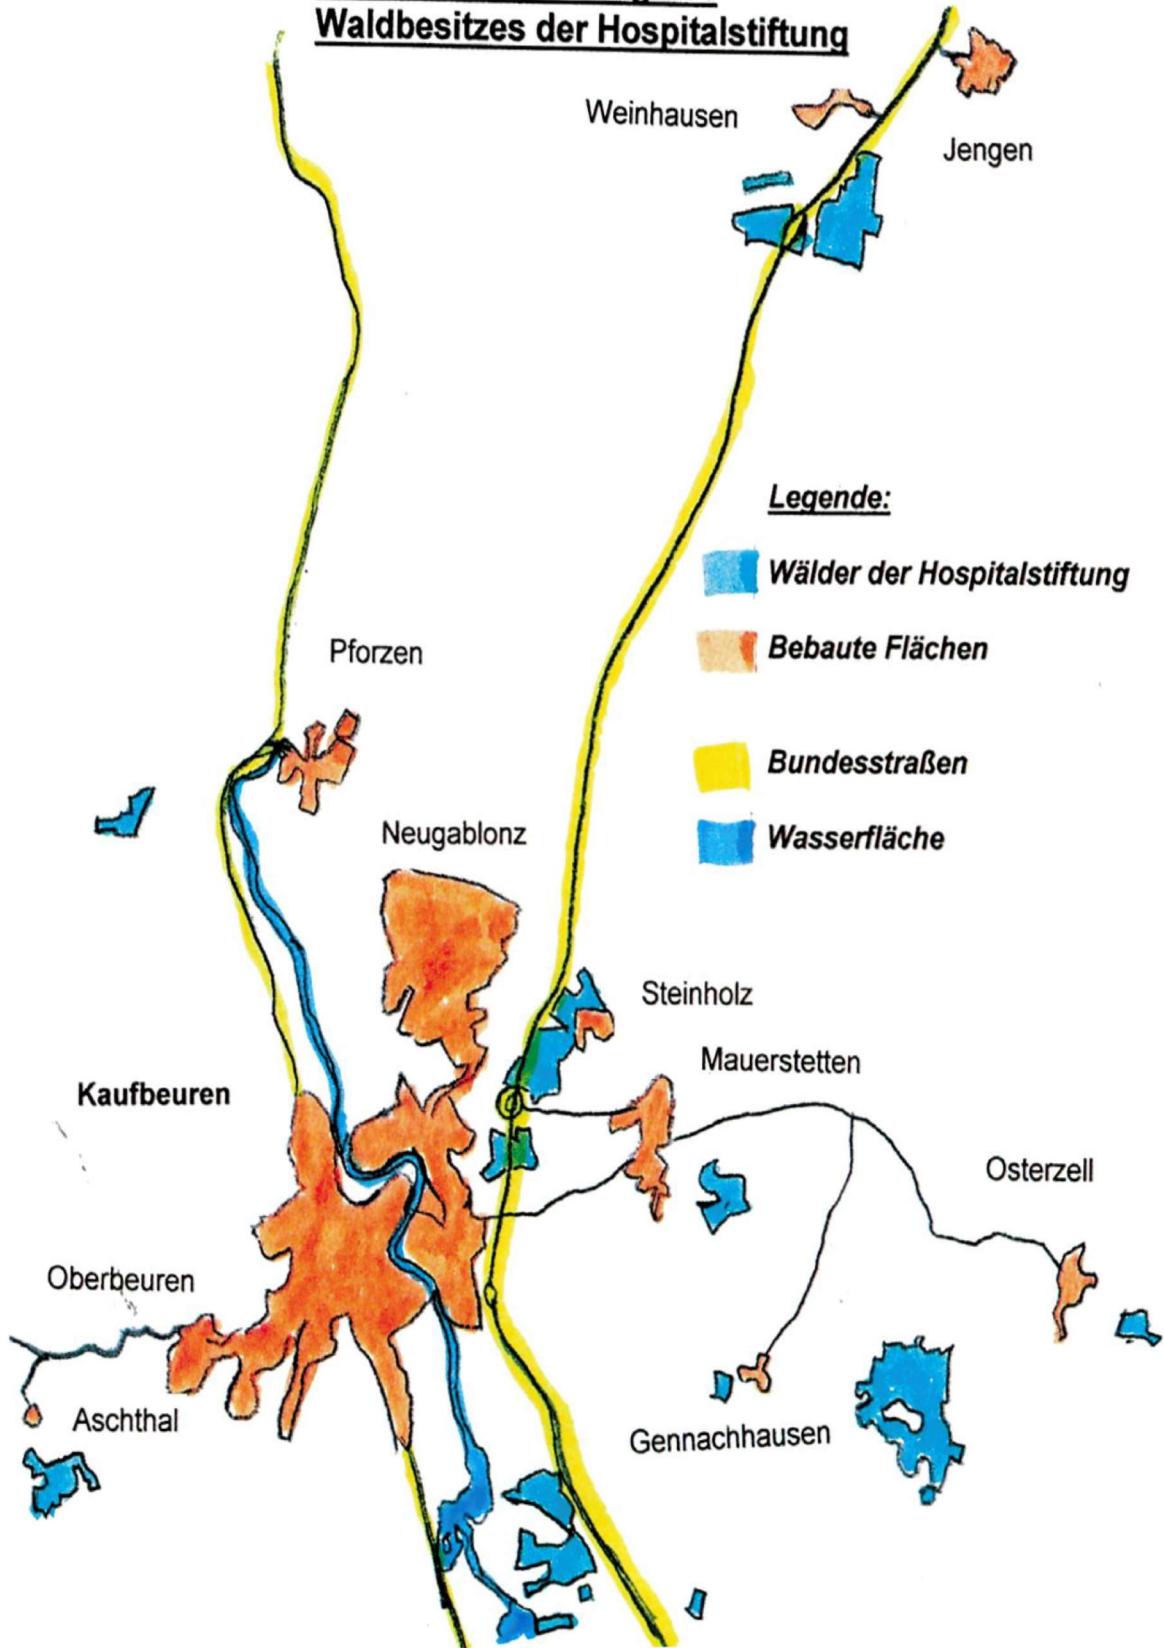 Waldbesitzes der Hospitalstiftung
Weinhausen
Jengen
Legende:
Wälder der Hospitalstiftung
Bebaute Flächen
Pforzen
Bundesstraßen
Wasserfläche
Neugablonz
Steinholz
Mauerstetten
Kaufbeuren
Osterzell
Oberbeuren
Aschthal
Gennachhausen